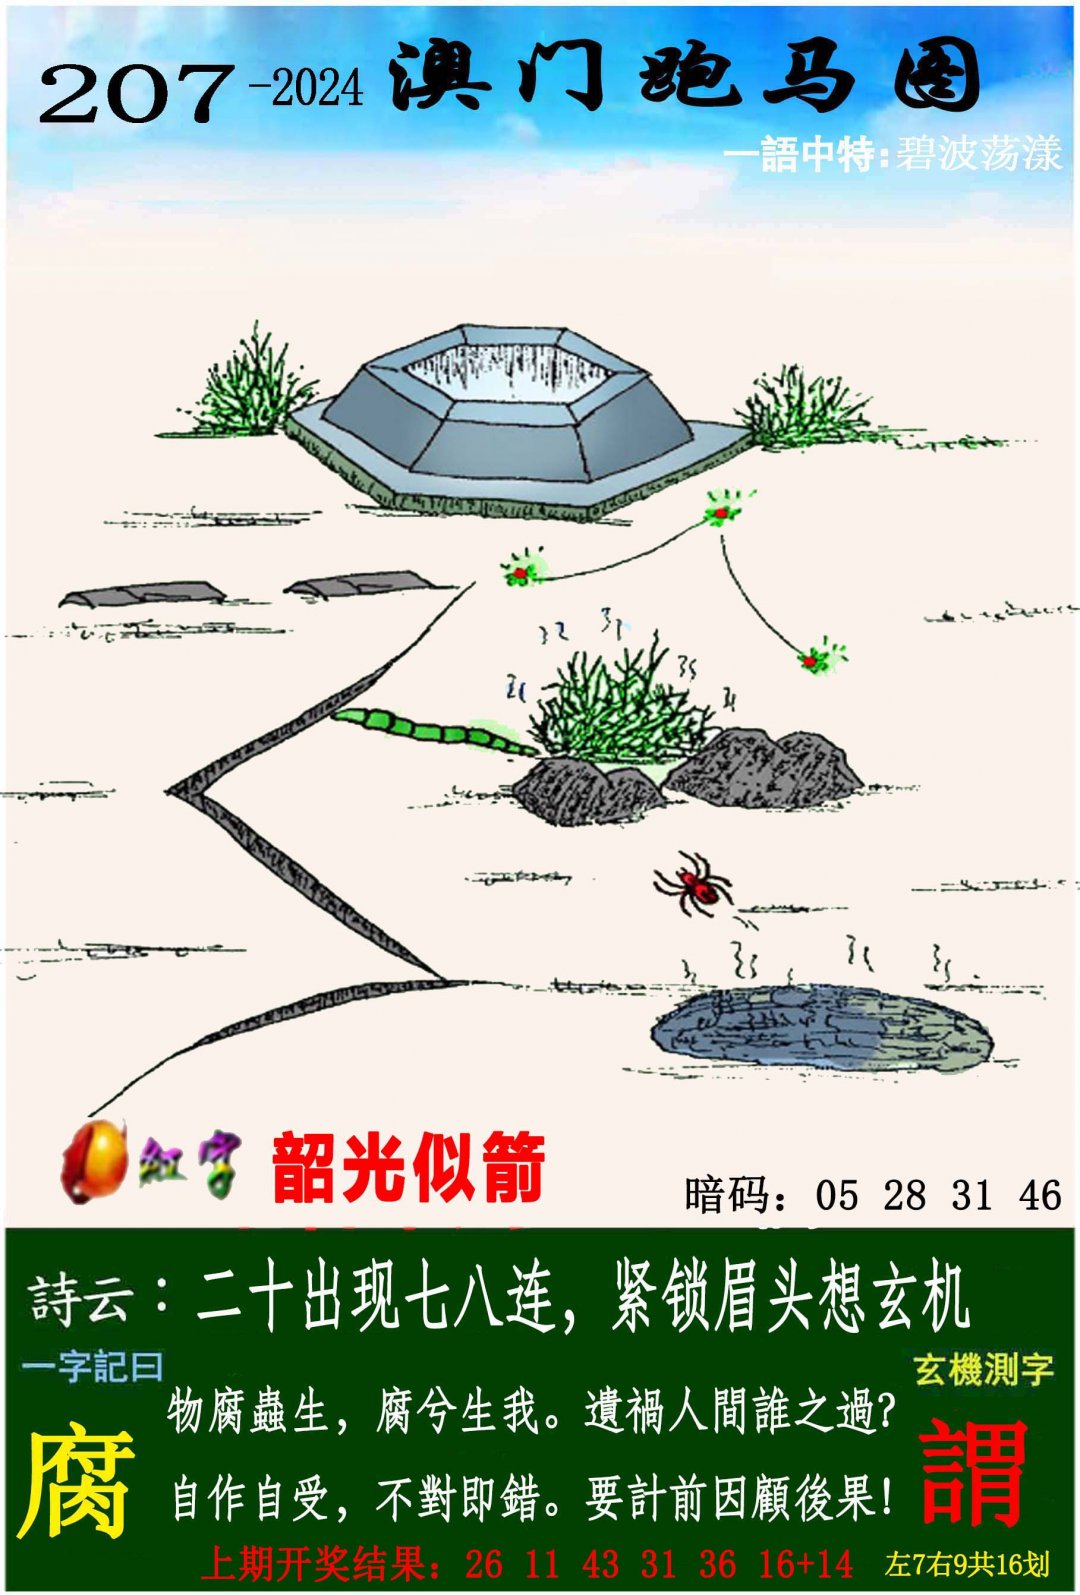 207-2024 澳门跑马图
一語中特:碧波荡漾
紅字 韶光似箭
暗码：05 28 31 46
詩云：二十出现七八连，紧锁眉头想玄机
一字記曰
玄機測字
物腐蟲生，腐兮生我。遺禍人間誰之過?
腐
謂
自作自受，不對即錯。要計前因顧後果!
上期开奖结果：26 11 43 31 36 16+14
左7右9共16划